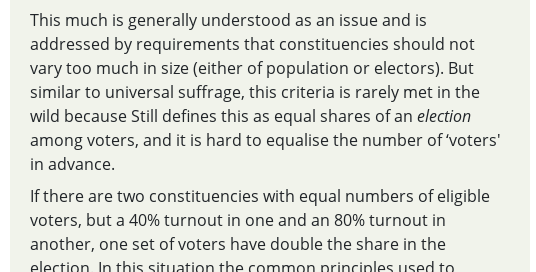 This much is generally understood as an issue and is
addressed by requirements that constituencies should not
vary too much in size (either of population or electors). But
similar to universal suffrage, this criteria is rarely met in the
wild because Still defines this as equal shares of an election
among voters, and it is hard to equalise the number of ‘voters'
in advance.
If there are two constituencies with equal numbers of eligible
voters, but a 40% turnout in one and an 80% turnout in
another, one set of voters have double the share in the
election. In this situation the common principles used to